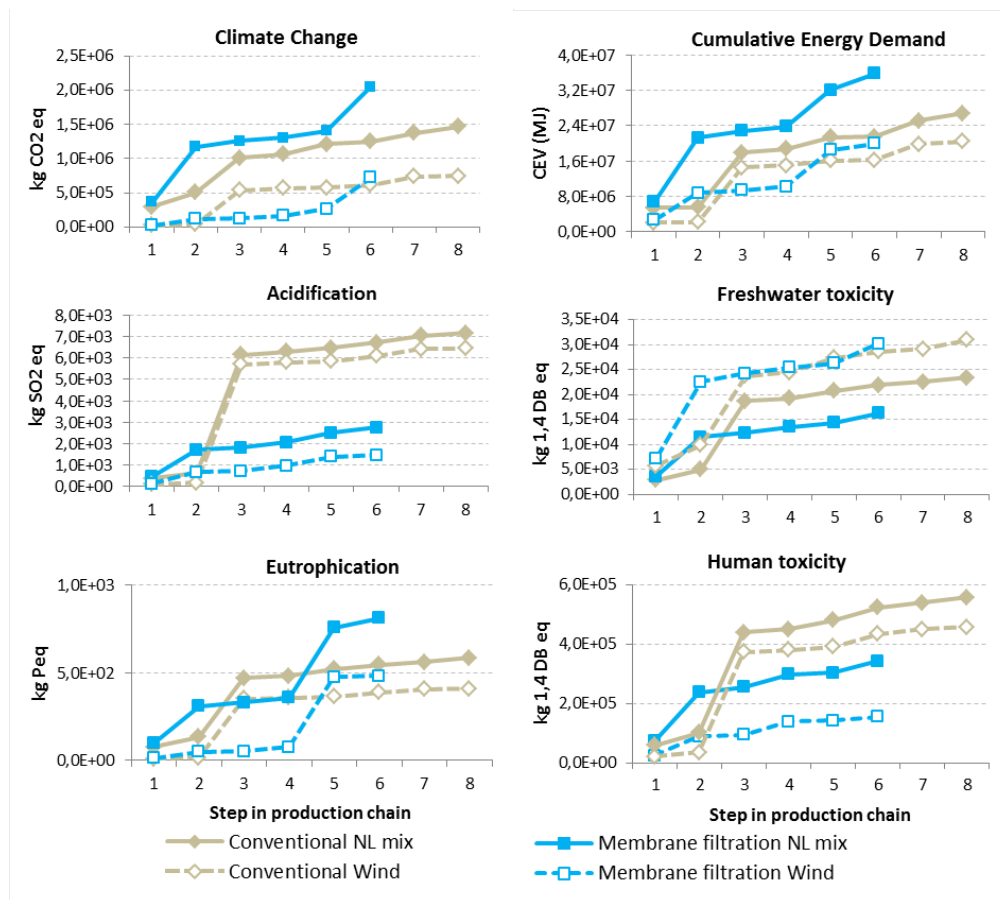 Climate Change
2,5E+06
2,0E+06
1,5E+06
1,0E+06
5,0E+05
0,0E+00
kg CO2 eq
1 2 3 4 5 6 7 8
Cumulative Energy Demand
4,0E+07
3,2E+07
2,4E+07
1,6E+07
8,0E+06
0,0E+00
CEV (MJ)
1 2 3 4 5 6 7 8
Acidification
8,0E+03
7,0E+03
6,0E+03
5,0E+03
4,0E+03
3,0E+03
2,0E+03
1,0E+03
0,0E+00
kg SO2 eq
1 2 3 4 5 6 7 8
Freshwater toxicity
3,5E+04
3,0E+04
2,5E+04
2,0E+04
1,5E+04
1,0E+04
5,0E+03
0,0E+00
kg 1,4 DB eq
1 2 3 4 5 6 7 8
Eutrophication
1,0E+03
5,0E+02
0,0E+00
kg Peq
1 2 3 4 5 6 7 8
Step in production chain
Human toxicity
6,0E+05
4,0E+05
2,0E+05
0,0E+00
kg 1,4 DB eq
1 2 3 4 5 6 7 8
Step in production chain
Conventional NL mix
Conventional Wind
Membrane filtration NL mix
Membrane filtration Wind